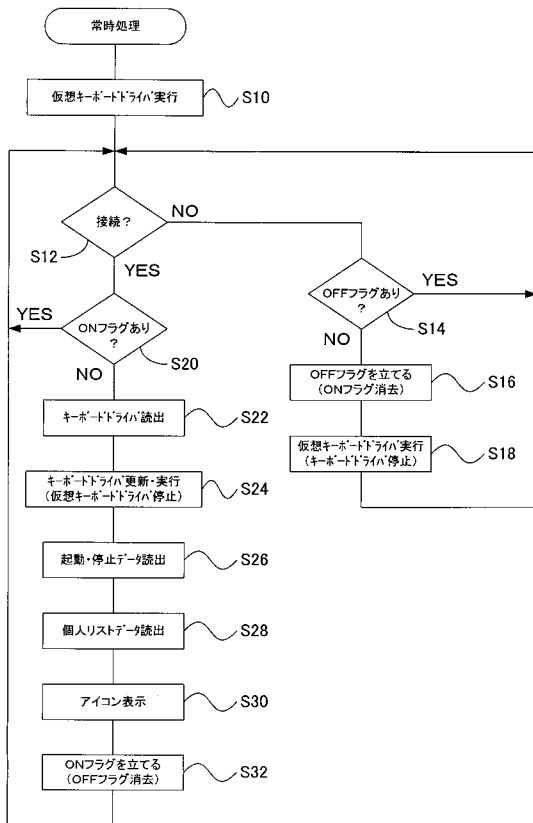 常時処理
仮想キーボードドライバ実行
S10
接続？
NO
S12
YES
OFFフラグあり
？
YES
S14
NO
YES
ONフラグあり
？
S20
NO
OFFフラグを立てる
(ONフラグ消去)
S16
キーボードドライバ読出
S22
仮想キーボードドライバ実行
(キーボードドライバ停止)
S18
キーボードドライバ更新・実行
(仮想キーボードドライバ停止)
S24
起動・停止データ読出
S26
個人リストデータ読出
S28
アイコン表示
S30
ONフラグを立てる
(OFFフラグ消去)
S32